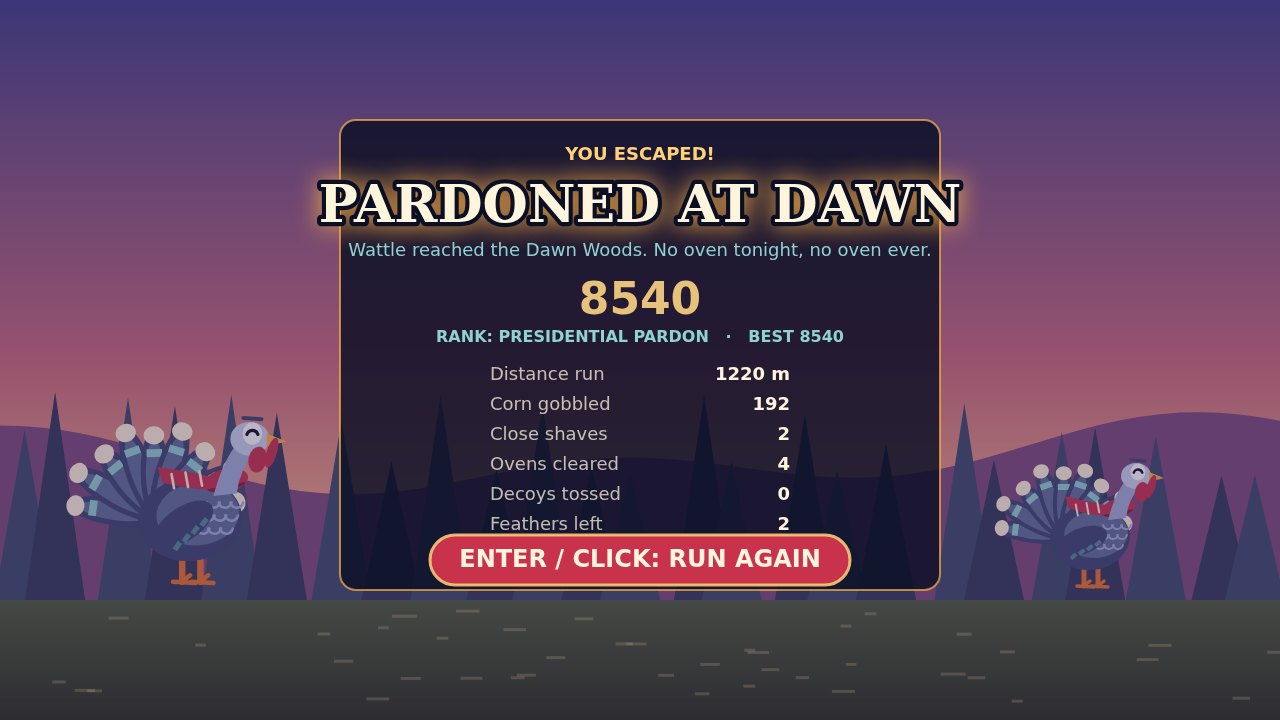 YOU ESCAPED!
PARDONED AT DAWN
Wattle reached the Dawn Woods. No oven tonight, no oven ever.
8540
RANK: PRESIDENTIAL PARDON · BEST 8540
Distance run 1220 m
Corn gobbled 192
Close shaves 2
Ovens cleared 4
Decoys tossed 0
Feathers left 2
ENTER / CLICK: RUN AGAIN